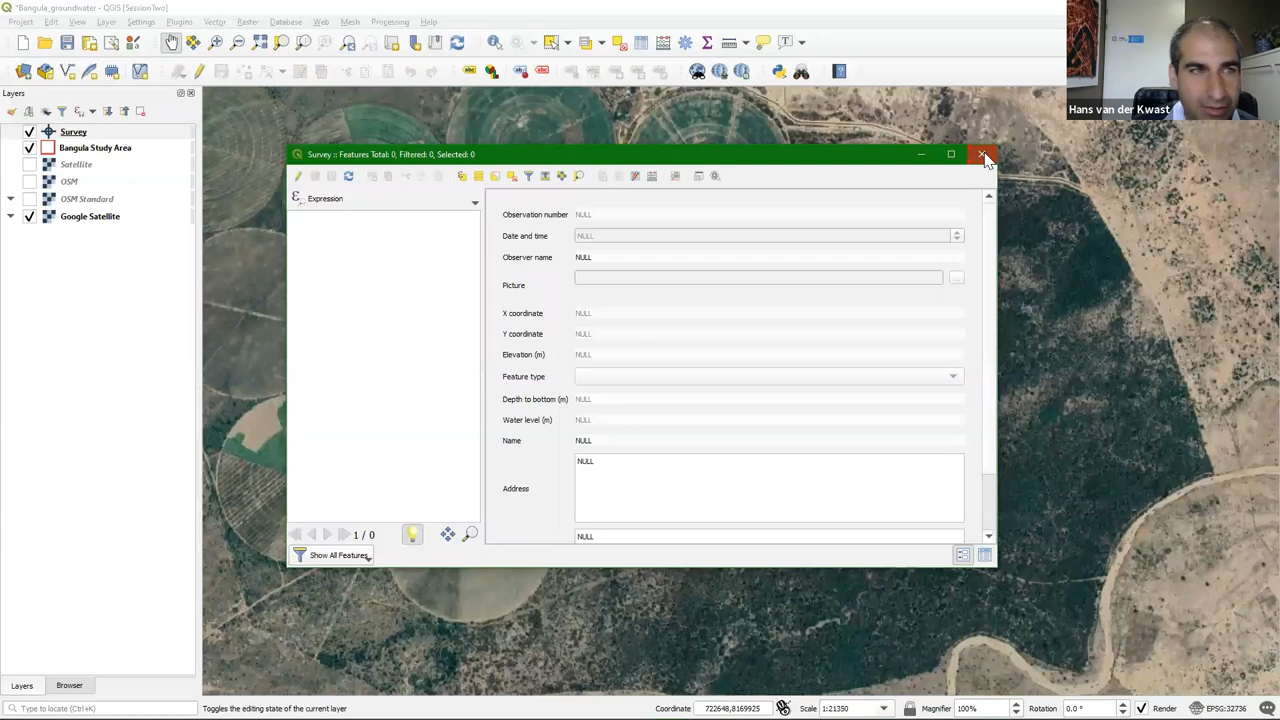 *Bangula_groundwater — QGIS [SessionTwo]
Project Edit View Layer Settings Plugins Vector Raster Database Web Mesh Processing Help
Hans van der Kwast
Layers
Survey
Bangula Study Area
Satellite
OSM
OSM Standard
Google Satellite
Survey :: Features Total: 0, Filtered: 0, Selected: 0
Expression
Observation number NULL
Date and time NULL
Observer name NULL
Picture
X coordinate NULL
Y coordinate NULL
Elevation (m) NULL
Feature type
Depth to bottom (m) NULL
Water level (m) NULL
Name NULL
Address NULL
NULL
1 / 0
Show All Features
Layers Browser
Type to locate (Ctrl+K) Toggles the editing state of the current layer Coordinate 722648,8169925 Scale 1:21350 Magnifier 100% Rotation 0.0 ° Render EPSG:32736